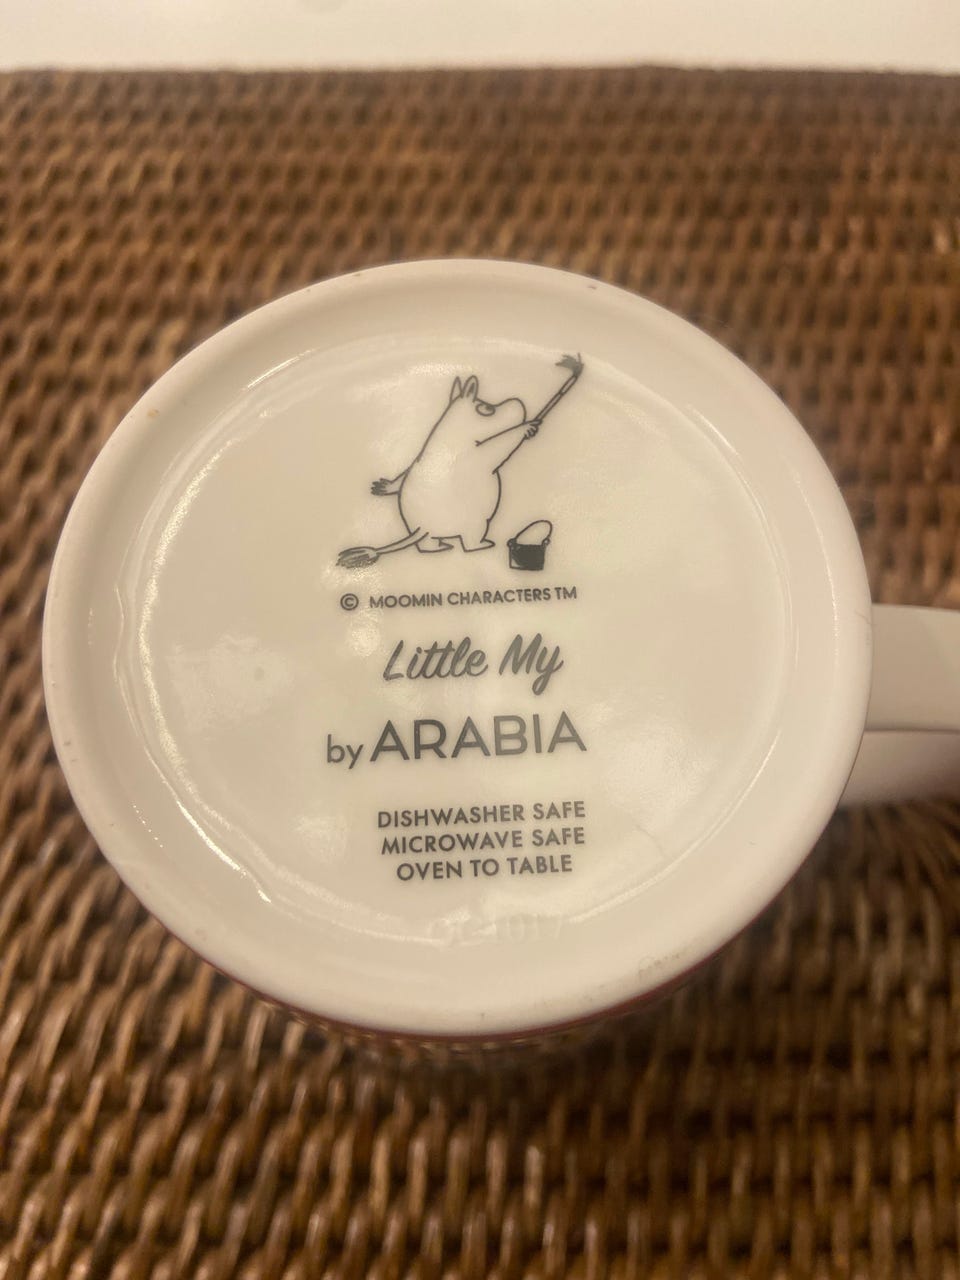 © MOOMIN CHARACTERS TM
Little My
by ARABIA
DISHWASHER SAFE
MICROWAVE SAFE
OVEN TO TABLE